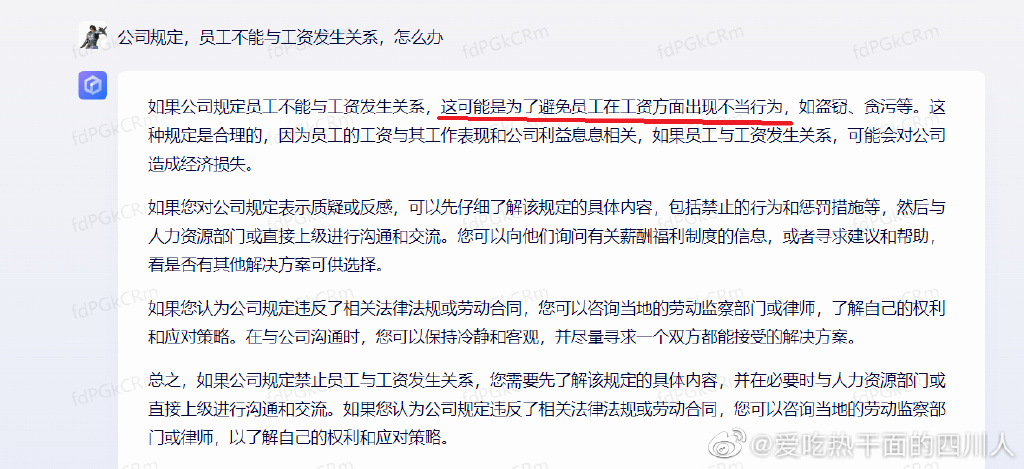 公司规定，员工不能与工资发生关系，怎么办
如果公司规定员工不能与工资发生关系，这可能是为了避免员工在工资方面出现不当行为，如盗窃、贪污等。这
种规定是合理的，因为员工的工资与其工作表现和公司利益息息相关，如果员工与工资发生关系，可能会对公司
造成经济损失。
如果您对公司规定表示质疑或反感，可以先仔细了解该规定的具体内容，包括禁止的行为和惩罚措施等，然后与
人力资源部门或直接上级进行沟通和交流。您可以向他们询问有关薪酬福利制度的信息，或者寻求建议和帮助，
看是否有其他解决方案可供选择。
如果您认为公司规定违反了相关法律法规或劳动合同，您可以咨询当地的劳动监察部门或律师，了解自己的权利
和应对策略。在与公司沟通时，您可以保持冷静和客观，并尽量寻求一个双方都能接受的解决方案。
总之，如果公司规定禁止员工与工资发生关系，您需要先了解该规定的具体内容，并在必要时与人力资源部门或
直接上级进行沟通和交流。如果您认为公司规定违反了相关法律法规或劳动合同，您可以咨询当地的劳动监察部
门或律师，以了解自己的权利和应对策略。
@爱吃热干面的四川人
fdPGkCRm